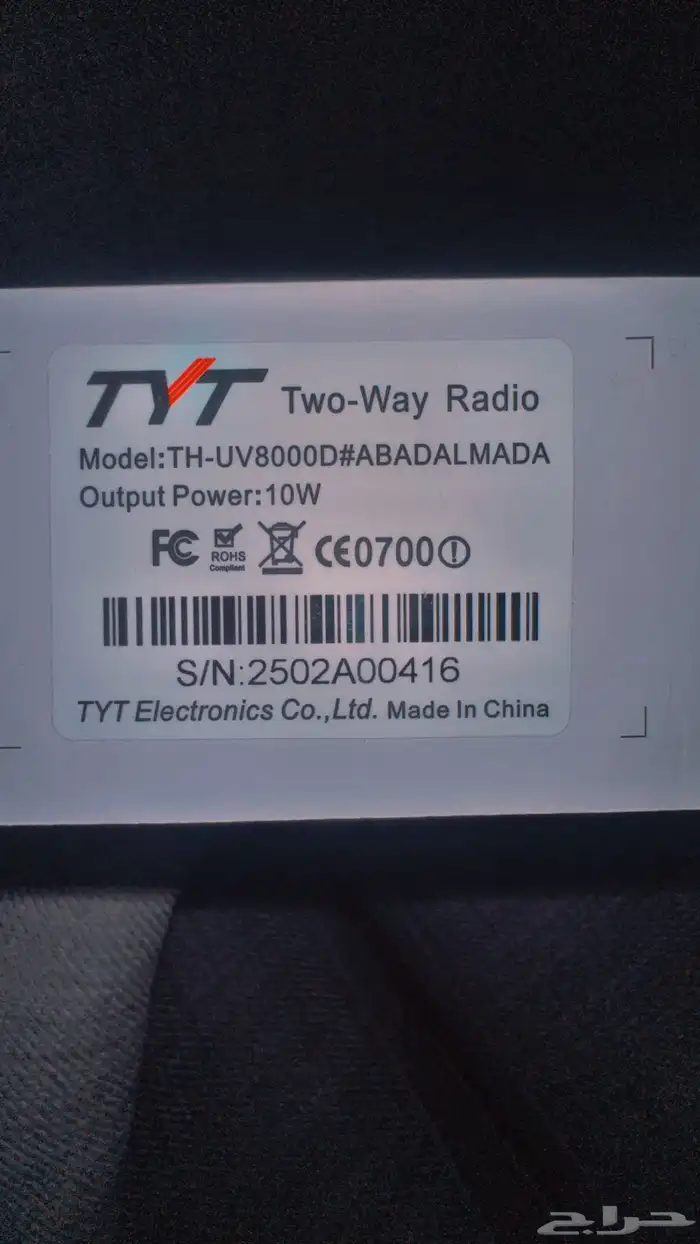 TYT Two-Way Radio
Model:TH-UV8000D#ABADALMADA
Output Power:10W
FC ROHS Compliant CE0700
S/N:2502A00416
TYT Electronics Co.,Ltd. Made In China
حراج